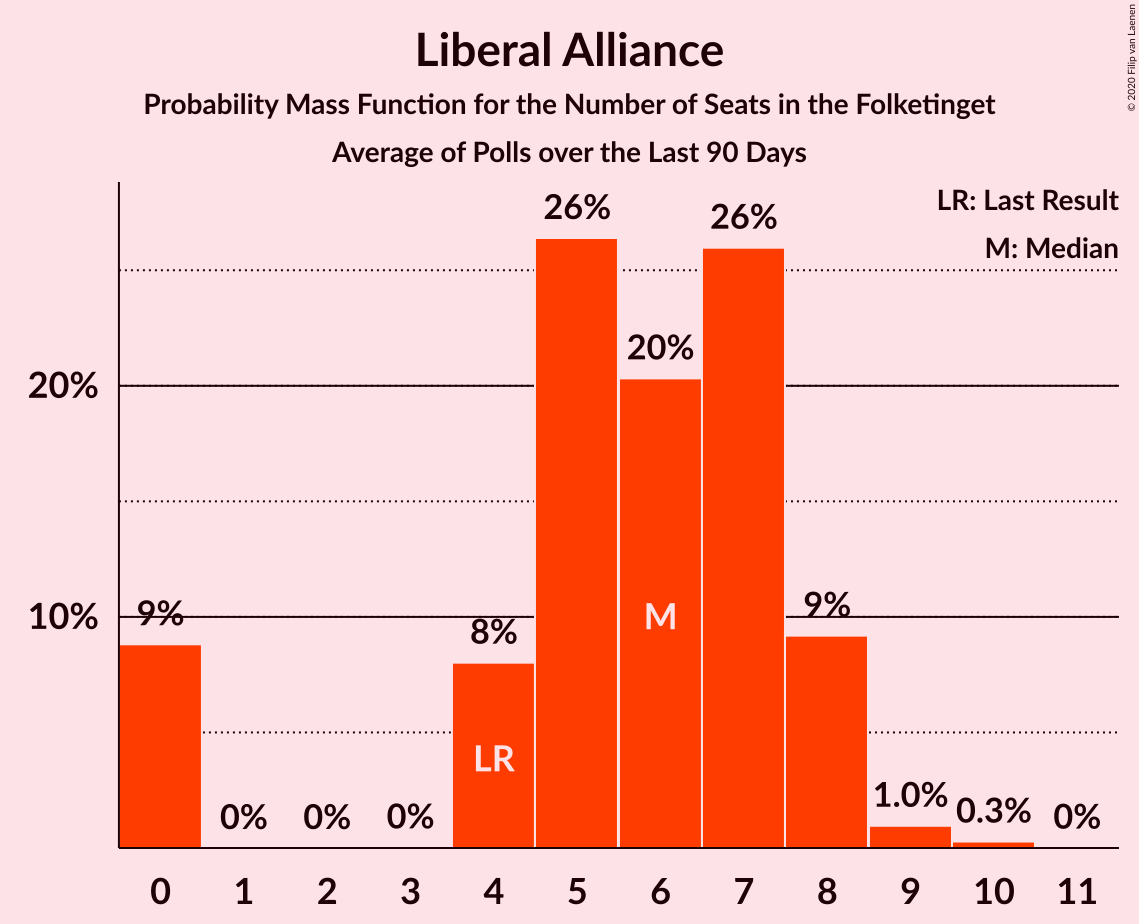 Liberal Alliance
Probability Mass Function for the Number of Seats in the Folketinget
Average of Polls over the Last 90 Days
© 2020 Filip van Laenen
LR: Last Result
M: Median
26%
26%
20%
20%
10%
9%
8%
9%
M
LR
0%
0%
0%
1.0%
0.3%
0%
0 1 2 3 4 5 6 7 8 9 10 11